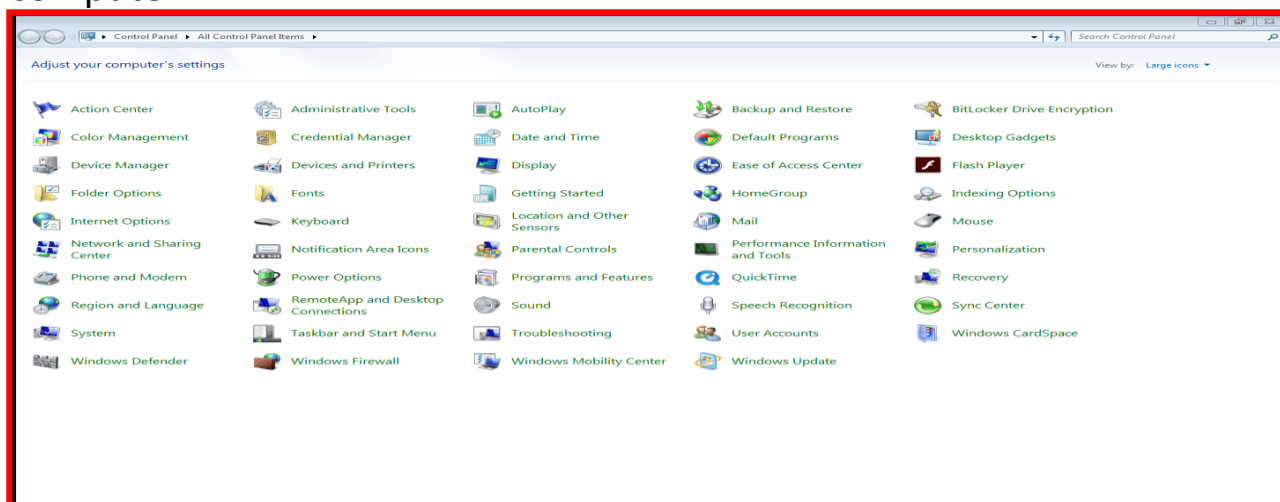 Control Panel ▸ All Control Panel Items ▸
Search Control Panel
Adjust your computer's settings
View by: Large icons
Action Center Administrative Tools AutoPlay Backup and Restore BitLocker Drive Encryption
Color Management Credential Manager Date and Time Default Programs Desktop Gadgets
Device Manager Devices and Printers Display Ease of Access Center Flash Player
Folder Options Fonts Getting Started HomeGroup Indexing Options
Internet Options Keyboard Location and Other Sensors Mail Mouse
Network and Sharing Center Notification Area Icons Parental Controls Performance Information and Tools Personalization
Phone and Modem Power Options Programs and Features QuickTime Recovery
Region and Language RemoteApp and Desktop Connections Sound Speech Recognition Sync Center
System Taskbar and Start Menu Troubleshooting User Accounts Windows CardSpace
Windows Defender Windows Firewall Windows Mobility Center Windows Update